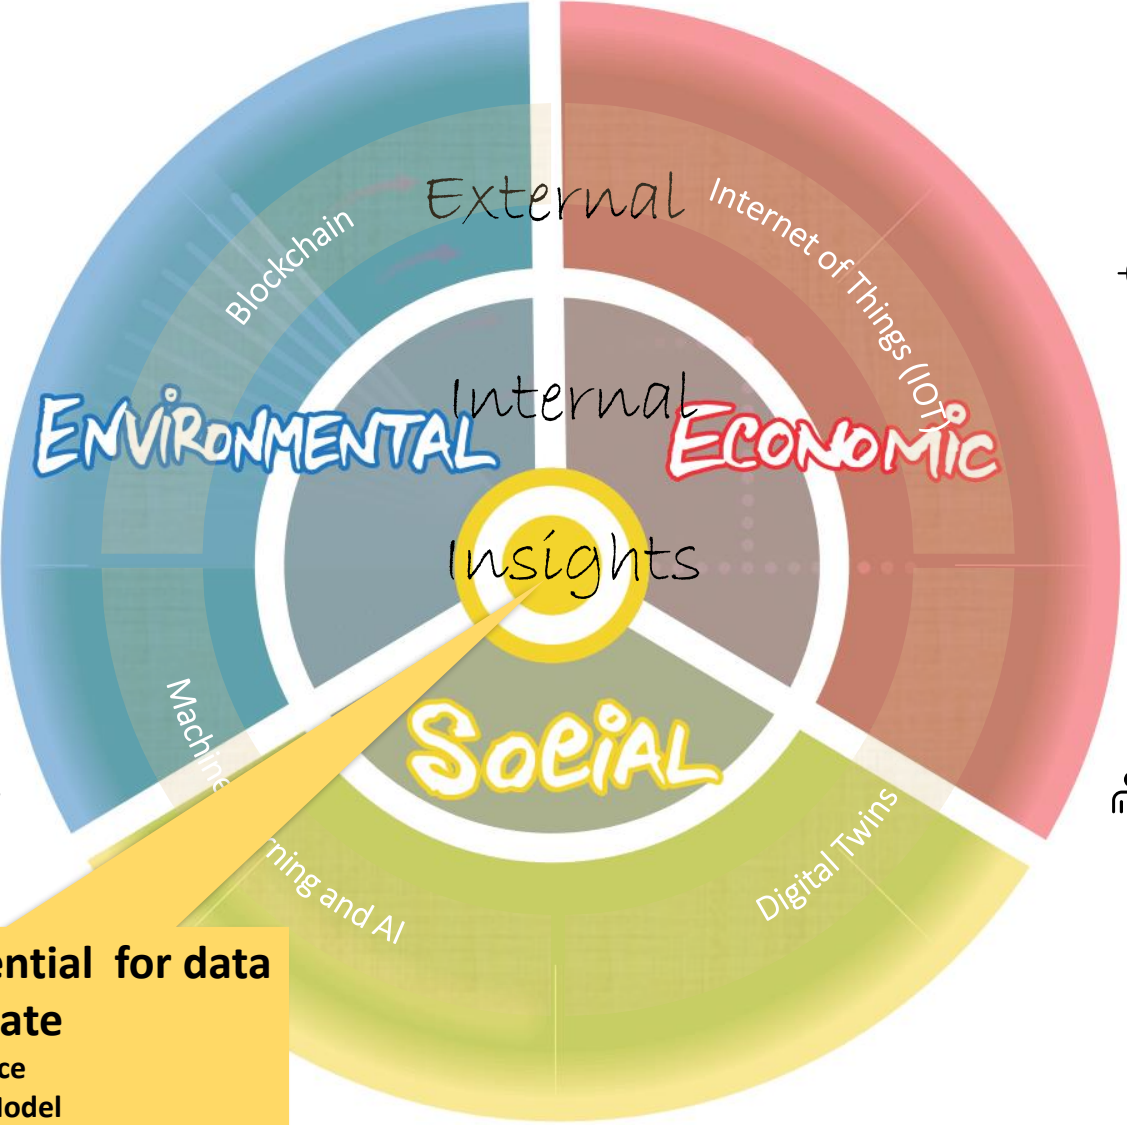 External
Blockchain
Internet of Things (IOT)
Internal
ENVIRONMENTAL
ECONOMIC
Insights
SOCIAL
Machine
rning and AI
Digital Twins
ential for data
ate
ce
Model